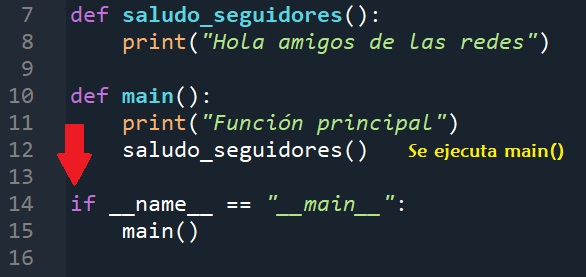 7 def saludo_seguidores():
8     print("Hola amigos de las redes")
9
10 def main():
11     print("Función principal")
12     saludo_seguidores() Se ejecuta main()
13
14 if __name__ == "__main__":
15     main()
16